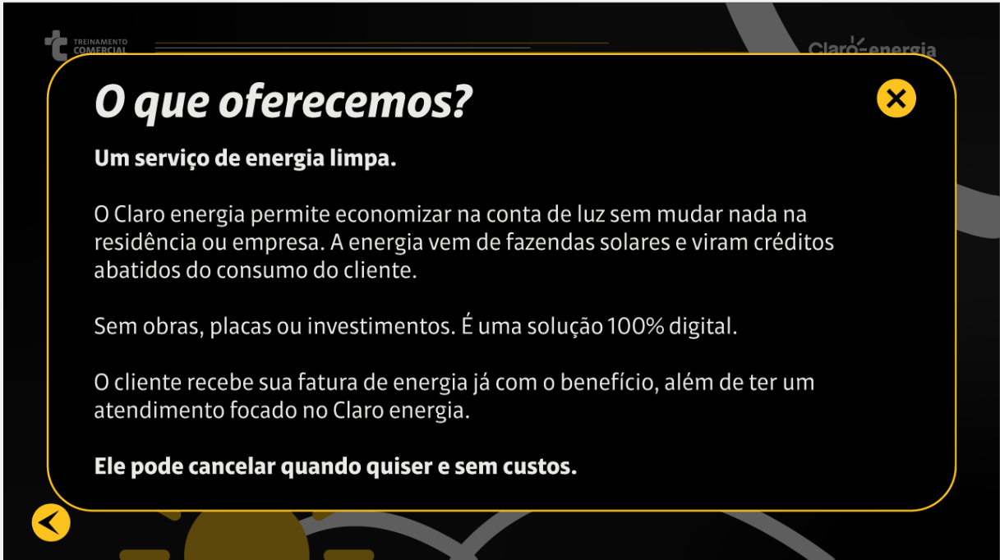 TREINAMENTO
COMERCIAL
Claro-energia
O que oferecemos?
Um serviço de energia limpa.
O Claro energia permite economizar na conta de luz sem mudar nada na
residência ou empresa. A energia vem de fazendas solares e viram créditos
abatidos do consumo do cliente.
Sem obras, placas ou investimentos. É uma solução 100% digital.
O cliente recebe sua fatura de energia já com o benefício, além de ter um
atendimento focado no Claro energia.
Ele pode cancelar quando quiser e sem custos.